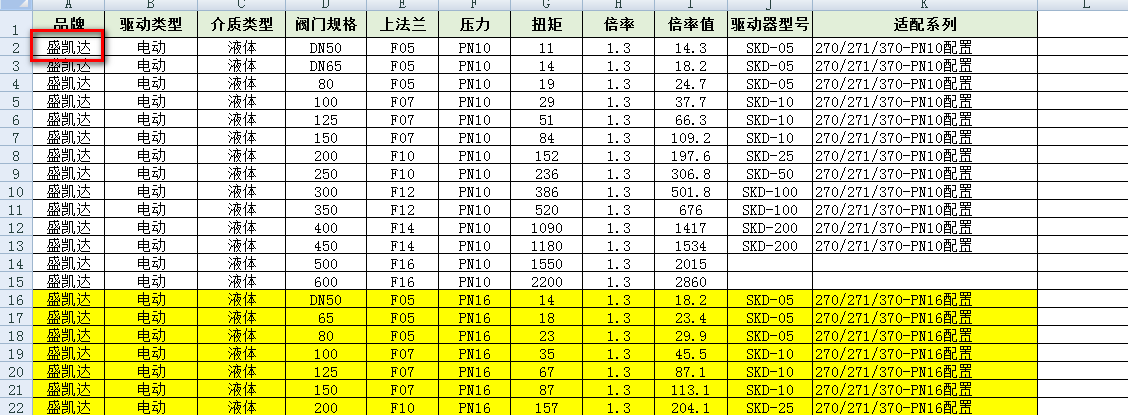 A B C D E F G H I J K L
1 品牌 驱动类型 介质类型 阀门规格 上法兰 压力 扭矩 倍率 倍率值 驱动器型号 适配系列
2 盛凯达 电动 液体 DN50 F05 PN10 11 1.3 14.3 SKD-05 270/271/370-PN10配置
3 盛凯达 电动 液体 DN65 F05 PN10 14 1.3 18.2 SKD-05 270/271/370-PN10配置
4 盛凯达 电动 液体 80 F05 PN10 19 1.3 24.7 SKD-05 270/271/370-PN10配置
5 盛凯达 电动 液体 100 F07 PN10 29 1.3 37.7 SKD-10 270/271/370-PN10配置
6 盛凯达 电动 液体 125 F07 PN10 51 1.3 66.3 SKD-10 270/271/370-PN10配置
7 盛凯达 电动 液体 150 F07 PN10 84 1.3 109.2 SKD-10 270/271/370-PN10配置
8 盛凯达 电动 液体 200 F10 PN10 152 1.3 197.6 SKD-25 270/271/370-PN10配置
9 盛凯达 电动 液体 250 F10 PN10 236 1.3 306.8 SKD-50 270/271/370-PN10配置
10 盛凯达 电动 液体 300 F12 PN10 386 1.3 501.8 SKD-100 270/271/370-PN10配置
11 盛凯达 电动 液体 350 F12 PN10 520 1.3 676 SKD-100 270/271/370-PN10配置
12 盛凯达 电动 液体 400 F14 PN10 1090 1.3 1417 SKD-200 270/271/370-PN10配置
13 盛凯达 电动 液体 450 F14 PN10 1180 1.3 1534 SKD-200 270/271/370-PN10配置
14 盛凯达 电动 液体 500 F16 PN10 1550 1.3 2015
15 盛凯达 电动 液体 600 F16 PN10 2200 1.3 2860
16 盛凯达 电动 液体 DN50 F05 PN16 14 1.3 18.2 SKD-05 270/271/370-PN16配置
17 盛凯达 电动 液体 65 F05 PN16 18 1.3 23.4 SKD-05 270/271/370-PN16配置
18 盛凯达 电动 液体 80 F05 PN16 23 1.3 29.9 SKD-05 270/271/370-PN16配置
19 盛凯达 电动 液体 100 F07 PN16 35 1.3 45.5 SKD-10 270/271/370-PN16配置
20 盛凯达 电动 液体 125 F07 PN16 67 1.3 87.1 SKD-10 270/271/370-PN16配置
21 盛凯达 电动 液体 150 F07 PN16 87 1.3 113.1 SKD-10 270/271/370-PN16配置
22 盛凯达 电动 液体 200 F10 PN16 157 1.3 204.1 SKD-25 270/271/370-PN16配置